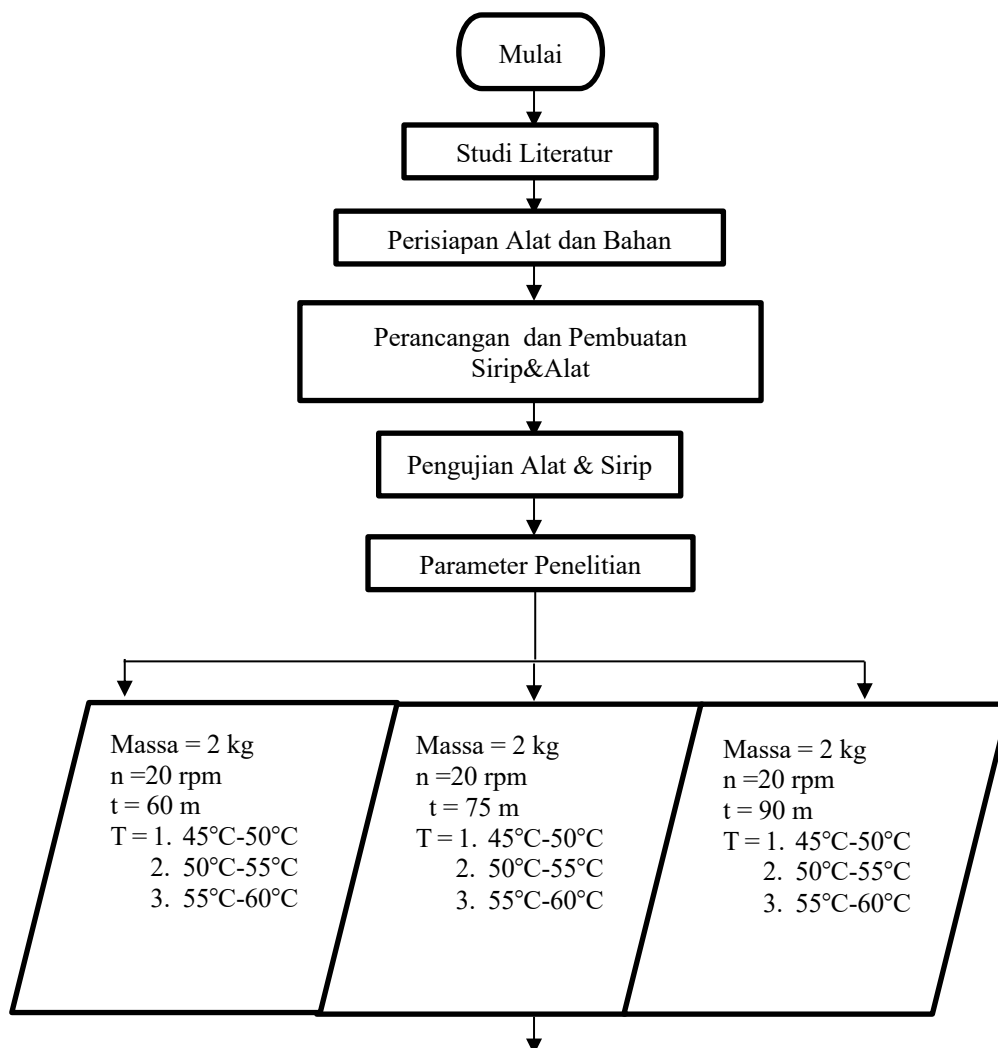 Mulai
Studi Literatur
Perisiapan Alat dan Bahan
Perancangan dan Pembuatan
Sirip&Alat
Pengujian Alat & Sirip
Parameter Penelitian
Massa = 2 kg
n =20 rpm
t = 60 m
T = 1. 45°C-50°C
2. 50°C-55°C
3. 55°C-60°C
Massa = 2 kg
n =20 rpm
t = 75 m
T = 1. 45°C-50°C
2. 50°C-55°C
3. 55°C-60°C
Massa = 2 kg
n =20 rpm
t = 90 m
T = 1. 45°C-50°C
2. 50°C-55°C
3. 55°C-60°C